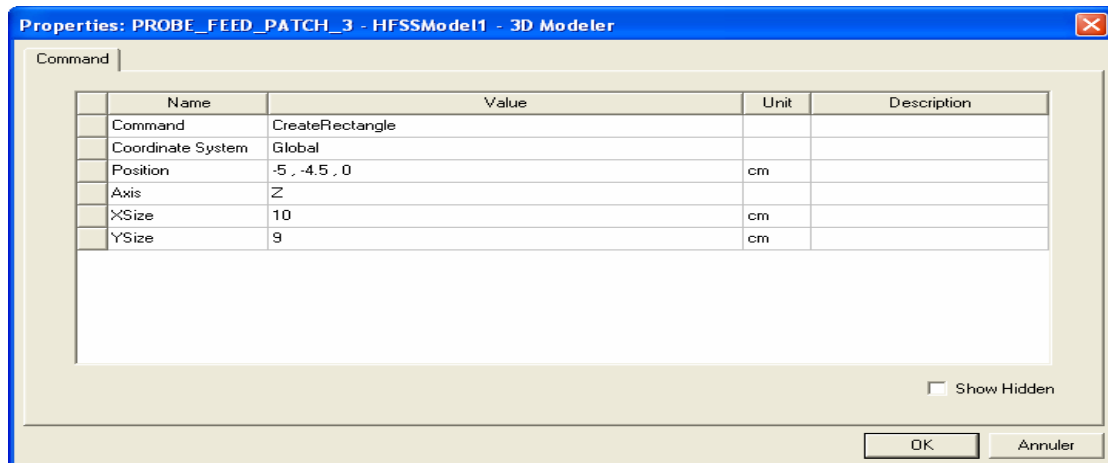 Properties: PROBE_FEED_PATCH_3 - HFSSModel1 - 3D Modeler
Command
Name Value Unit Description
Command CreateRectangle
Coordinate System Global
Position -5 , -4.5 , 0 cm
Axis Z
XSize 10 cm
YSize 9 cm
Show Hidden
OK Annuler